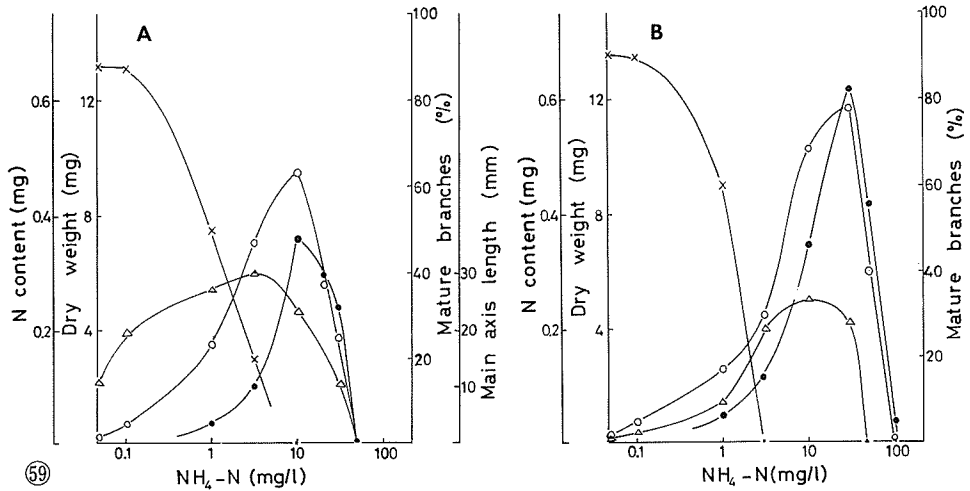 A
N content (mg)
0.6
0.4
0.2
Dry weight (mg)
12
8
4
Mature branches (%)
100
80
60
40
20
Main axis length (mm)
30
20
10
0.1 1 10 100
NH₄-N (mg/l)
B
N content (mg)
0.6
0.4
0.2
Dry weight (mg)
12
8
4
Mature branches (%)
100
80
60
40
20
0.1 1 10 100
NH₄-N (mg/l)
59